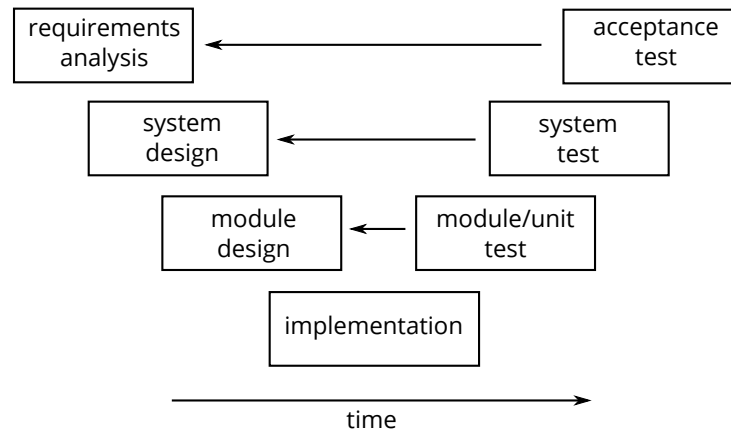 requirements
analysis
acceptance
test
system
design
system
test
module
design
module/unit
test
implementation
time